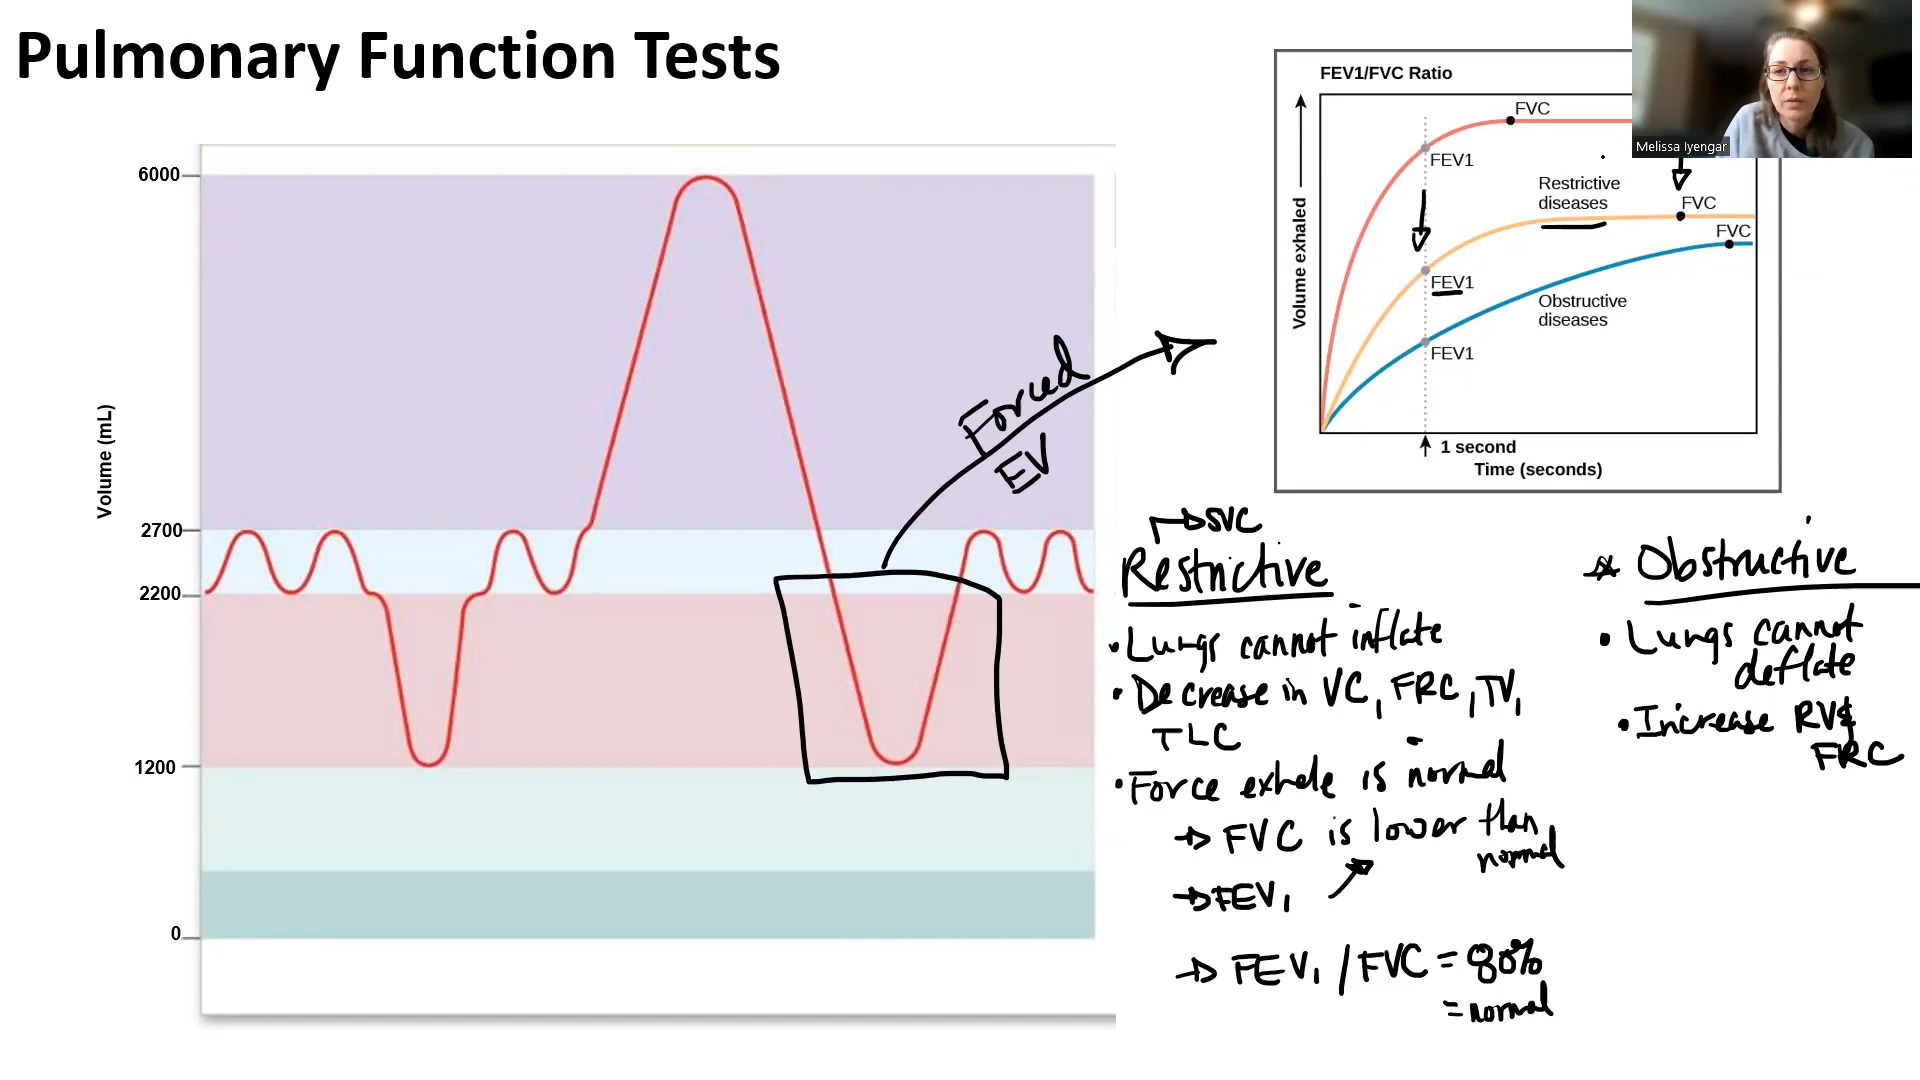 Pulmonary Function Tests
Volume (mL)
6000
2700
2200
1200
0
Forced
EV
FEV1/FVC Ratio
Volume exhaled
FVC
FEV1
Restrictive
diseases
FVC
FVC
FEV1
Obstructive
diseases
FEV1
1 second
Time (seconds)
Melissa Iyengar
→SVC
Restrictive
• Lungs cannot inflate
• Decrease in VC, FRC, TV,
TLC
• Force exhale is normal
→ FVC is lower than
normal
→ FEV1
→ FEV1 / FVC = 80%
= normal
* Obstructive
• Lungs cannot
deflate
• Increase RV &
FRC